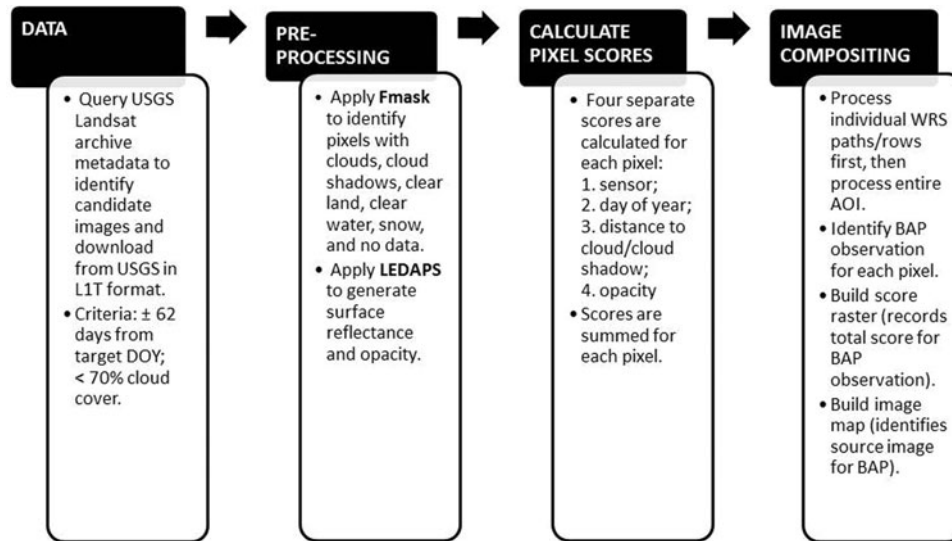 DATA
• Query USGS
Landsat
archive
metadata to
identify
candidate
images and
download
from USGS in
L1T format.
• Criteria: ± 62
days from
target DOY;
< 70% cloud
cover.
PRE-
PROCESSING
• Apply Fmask
to identify
pixels with
clouds, cloud
shadows, clear
land, clear
water, snow,
and no data.
• Apply LEDAPS
to generate
surface
reflectance
and opacity.
CALCULATE
PIXEL SCORES
• Four separate
scores are
calculated for
each pixel:
1. sensor;
2. day of year;
3. distance to
cloud/cloud
shadow;
4. opacity
• Scores are
summed for
each pixel.
IMAGE
COMPOSITING
• Process
individual WRS
paths/rows
first, then
process entire
AOI.
• Identify BAP
observation
for each pixel.
• Build score
raster (records
total score for
BAP
observation).
• Build image
map (identifies
source image
for BAP).